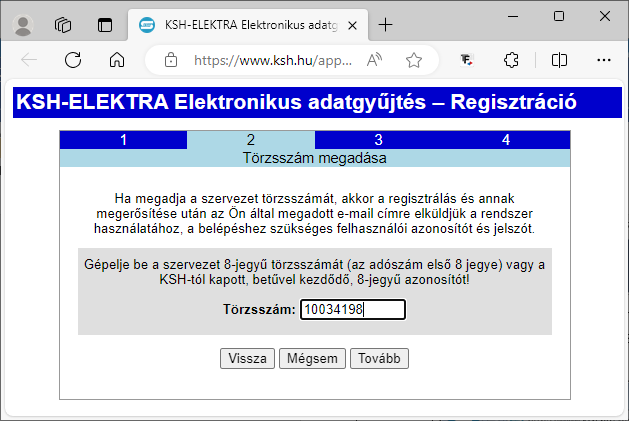 KSH-ELEKTRA Elektronikus adatg
https://www.ksh.hu/app...
KSH-ELEKTRA Elektronikus adatgyűjtés – Regisztráció
1 2 3 4
Törzsszám megadása
Ha megadja a szervezet törzsszámát, akkor a regisztrálás és annak
megerősítése után az Ön által megadott e-mail címre elküldjük a rendszer
használatához, a belépéshez szükséges felhasználói azonosítót és jelszót.
Gépelje be a szervezet 8-jegyű törzsszámát (az adószám első 8 jegye) vagy a
KSH-tól kapott, betűvel kezdődő, 8-jegyű azonosítót!
Törzsszám: 10034198
Vissza Mégsem Tovább